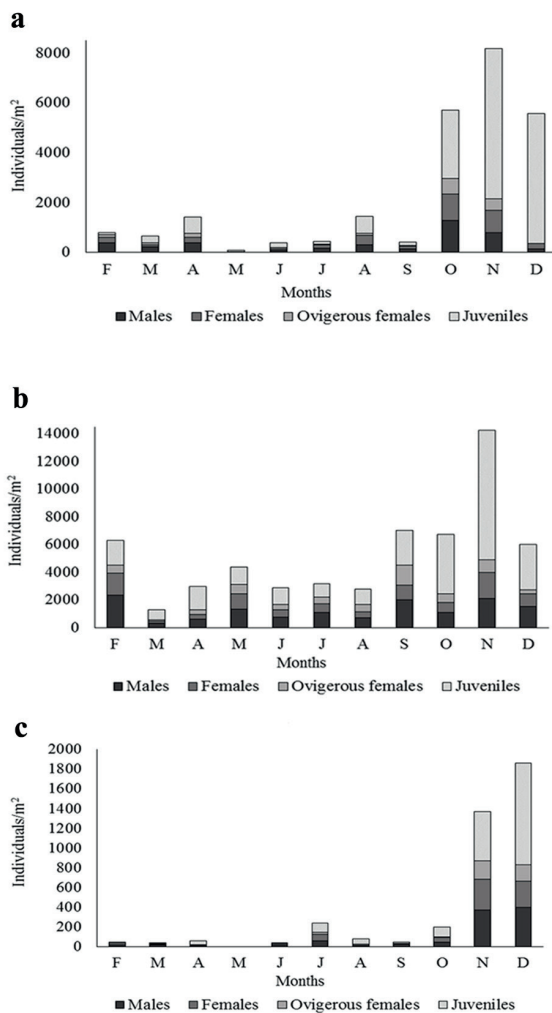 a
Individuals/m²
8000
6000
4000
2000
0
F M A M J J A S O N D
Months
Males Females Ovigerous females Juveniles
b
Individuals/m²
14000
12000
10000
8000
6000
4000
2000
0
F M A M J J A S O N D
Months
Males Females Ovigerous females Juveniles
c
Individuals/m²
2000
1800
1600
1400
1200
1000
800
600
400
200
0
F M A M J J A S O N D
Months
Males Females Ovigerous females Juveniles